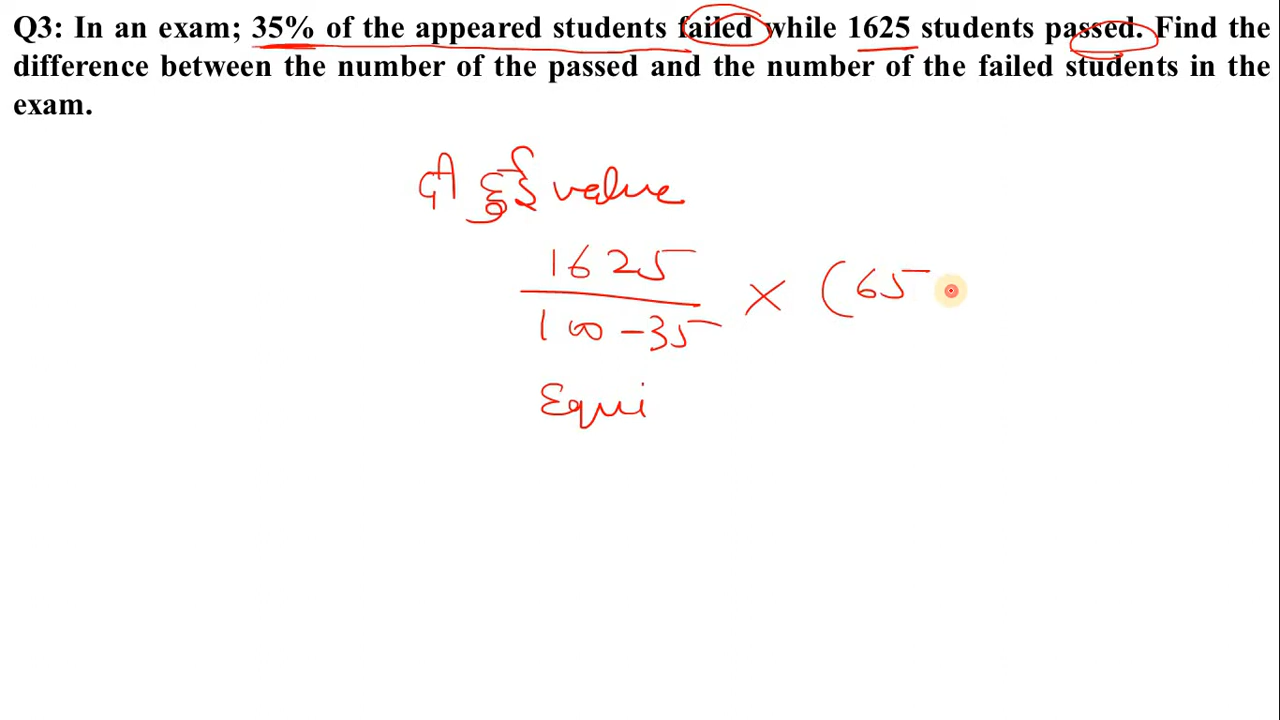 Q3: In an exam; 35% of the appeared students failed while 1625 students passed. Find the
difference between the number of the passed and the number of the failed students in the
exam.
दी हुई value
1625
100-35
× (65
Equi